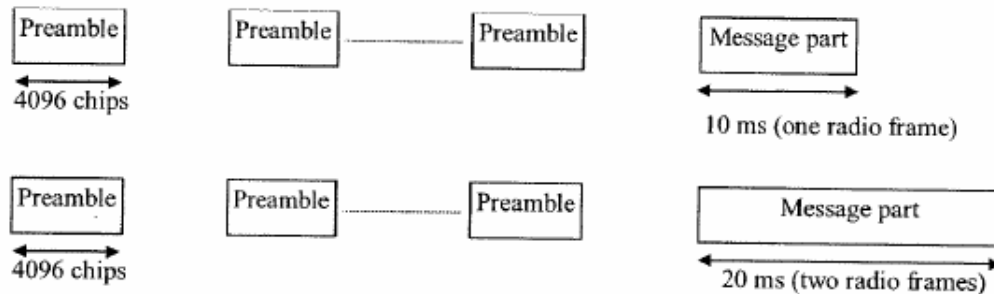 Preamble Preamble Preamble Message part
4096 chips
10 ms (one radio frame)
Preamble Preamble Preamble Message part
4096 chips
20 ms (two radio frames)